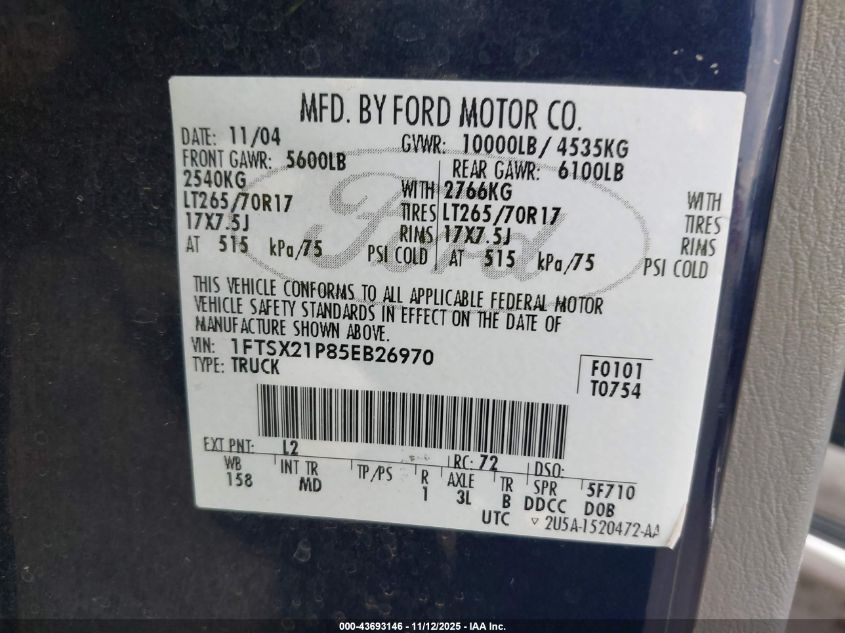 MFD. BY FORD MOTOR CO.
DATE: 11/04 GVWR: 10000LB/ 4535KG
FRONT GAWR: 5600LB REAR GAWR: 6100LB
2540KG WITH 2766KG WITH
LT265/70R17 TIRES LT265/70R17 TIRES
17X7.5J RIMS 17X7.5J RIMS
AT 515 kPa/75 PSI COLD AT 515 kPa/75 PSI COLD
Ford
THIS VEHICLE CONFORMS TO ALL APPLICABLE FEDERAL MOTOR
VEHICLE SAFETY STANDARDS IN EFFECT ON THE DATE OF
MANUFACTURE SHOWN ABOVE.
VIN: 1FTSX21P85EB26970 F0101
TYPE: TRUCK T0754
EXT PNT: L2 RC: 72 DSO:
WB INT TR TP/PS R AXLE TR SPR 5F710
158 MD 1 3L B DDCC DOB
UTC ▽ 2U5A-1520472-AA
000-43693146 - 11/12/2025 - IAA Inc.